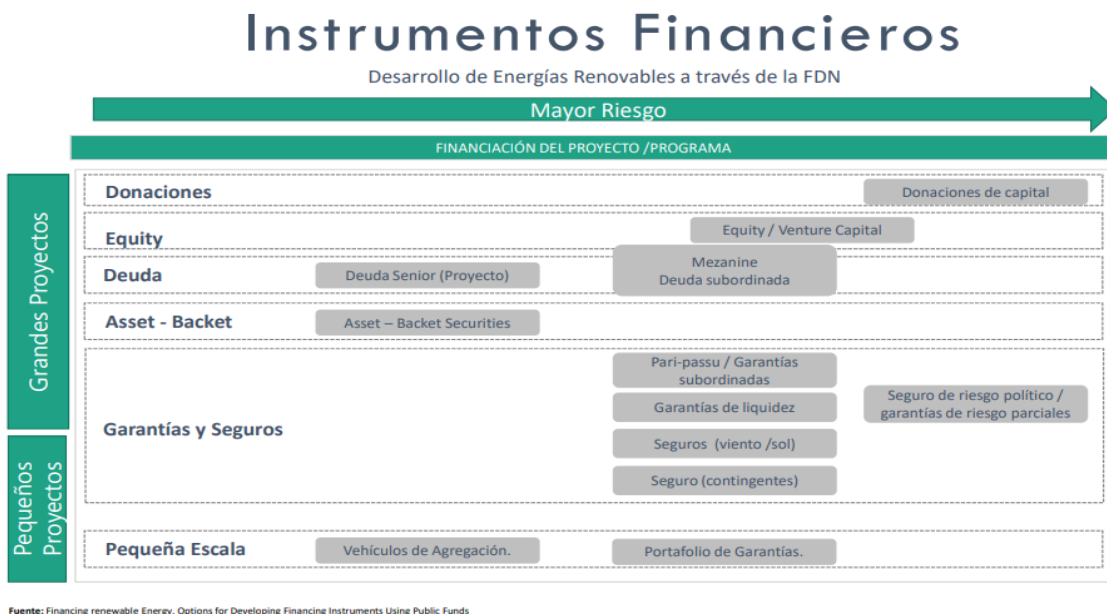 Instrumentos Financieros
Desarrollo de Energías Renovables a través de la FDN
Mayor Riesgo
FINANCIACIÓN DEL PROYECTO /PROGRAMA
Grandes Proyectos
Donaciones
Donaciones de capital
Equity
Equity / Venture Capital
Deuda
Deuda Senior (Proyecto)
Mezanine
Deuda subordinada
Asset - Backet
Asset – Backet Securities
Garantías y Seguros
Pari-passu / Garantías
subordinadas
Garantías de liquidez
Seguros (viento /sol)
Seguro (contingentes)
Seguro de riesgo político /
garantías de riesgo parciales
Pequeños
Proyectos
Pequeña Escala
Vehículos de Agregación.
Portafolio de Garantías.
Fuente: Financing renewable Energy. Options for Developing Financing Instruments Using Public Funds